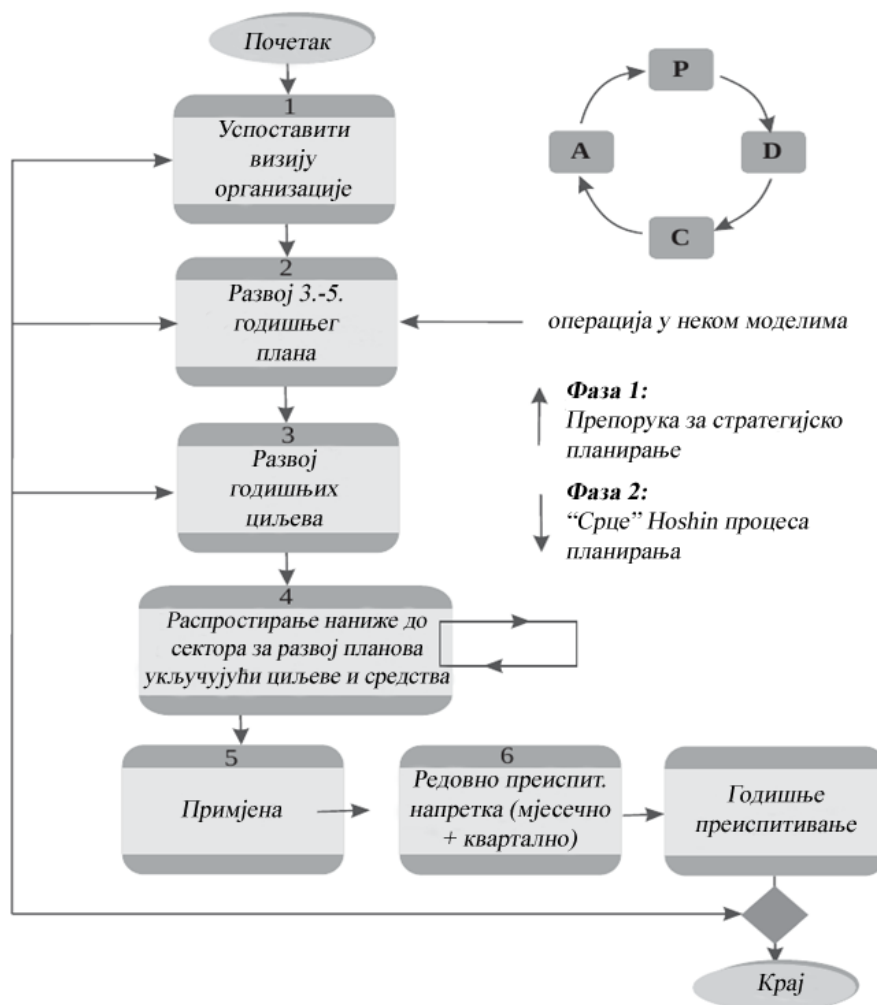 Почетак
1
Успоставити
визију
организације
2
Развој 3.-5.
годишњег
плана
3
Развој
годишњих
циљева
4
Распростирање наниже до
сектора за развој планова
укључујући циљеве и средства
5
Примјена
6
Редовно преиспит.
напретка (мјесечно
+ квартално)
Годишње
преиспитивање
Крај
P
A
D
C
операција у неком моделима
Фаза 1:
Препорука за стратегијско
планирање
Фаза 2:
“Срце” Hoshin процеса
планирања